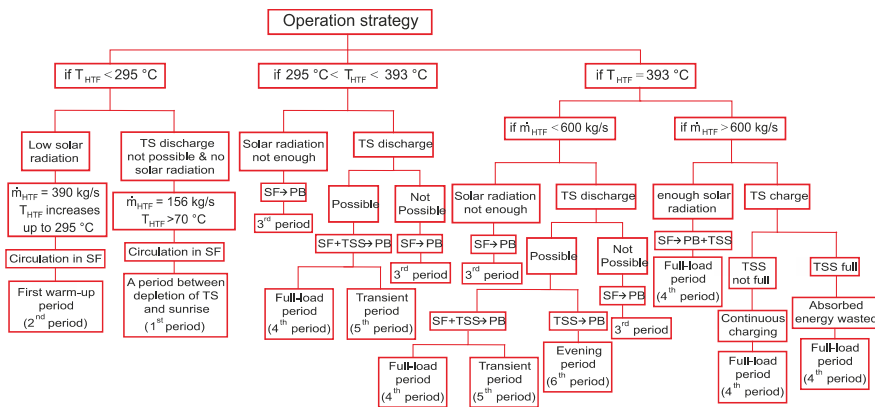 Operation strategy
if T_HTF < 295 °C
if 295 °C< T_HTF < 393 °C
if T_HTF = 393 °C
if ṁ_HTF <600 kg/s
if ṁ_HTF >600 kg/s
Low solar
radiation
TS discharge
not possible & no
solar radiation
Solar radiation
not enough
TS discharge
ṁ_HTF = 390 kg/s
T_HTF increases
up to 295 °C
ṁ_HTF = 156 kg/s
T_HTF >70 °C
SF→PB
3rd period
Possible
Not
Possible
Solar radiation
not enough
TS discharge
enough solar
radiation
TS charge
SF+TSS→PB
SF→PB
3rd period
SF→PB
3rd period
Possible
Not
Possible
SF→PB+TSS
Full-load
period
(4th period)
TSS
not full
TSS full
Circulation in SF
Circulation in SF
First warm-up
period
(2nd period)
A period between
depletion of TS
and sunrise
(1st period)
Full-load
period
(4th period)
Transient
period
(5th period)
SF+TSS→PB
TSS→PB
SF→PB
3rd period
Continuous
charging
Absorbed
energy wasted
Full-load
period
(4th period)
Transient
period
(5th period)
Evening
period
(6th period)
Full-load
period
(4th period)
Full-load
period
(4th period)